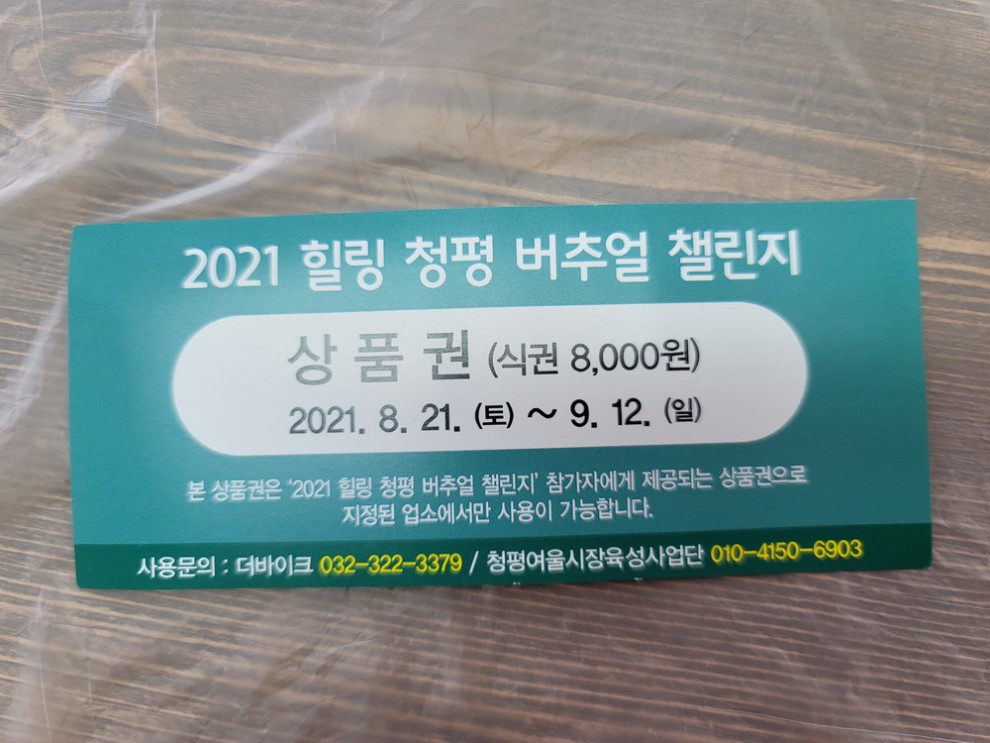 2021 힐링 청평 버추얼 챌린지
상품권 (식권 8,000원)
2021. 8. 21. (토) ~ 9. 12. (일)
본 상품권은 '2021 힐링 청평 버추얼 챌린지' 참가자에게 제공되는 상품권으로
지정된 업소에서만 사용이 가능합니다.
사용문의 : 더바이크 032-322-3379 / 청평여울시장육성사업단 010-4150-6903